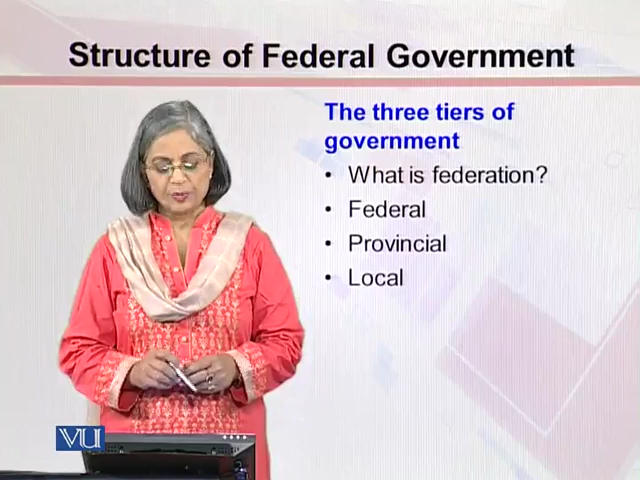 Structure of Federal Government
The three tiers of
government
• What is federation?
• Federal
• Provincial
• Local
VU